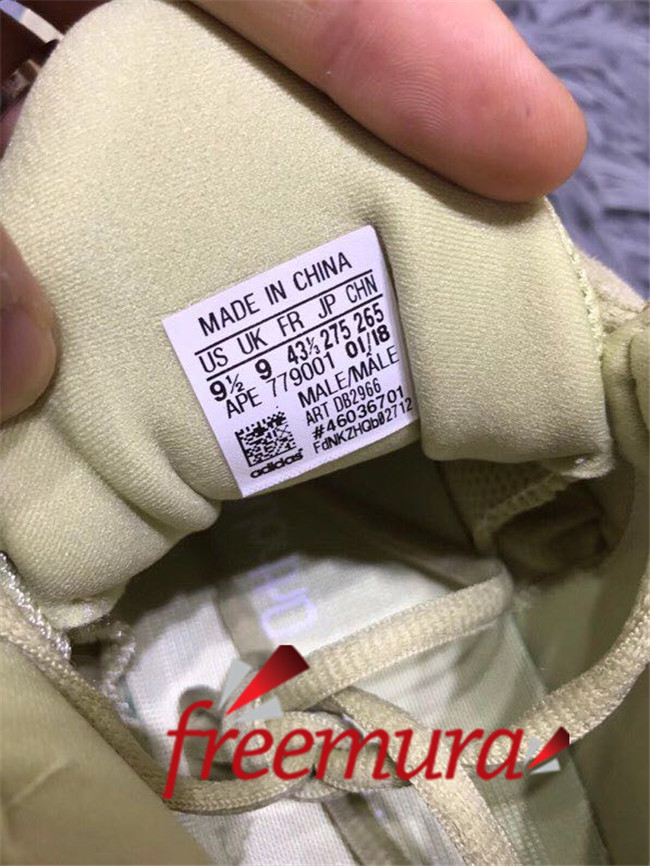 MADE IN CHINA
US UK FR JP CHN
9½ 9 43⅓ 275 265
APE 779001 01/18
MALE/MÂLE
ART DB2966
#46036701
FdNKZHQb02712
adidas
freemura